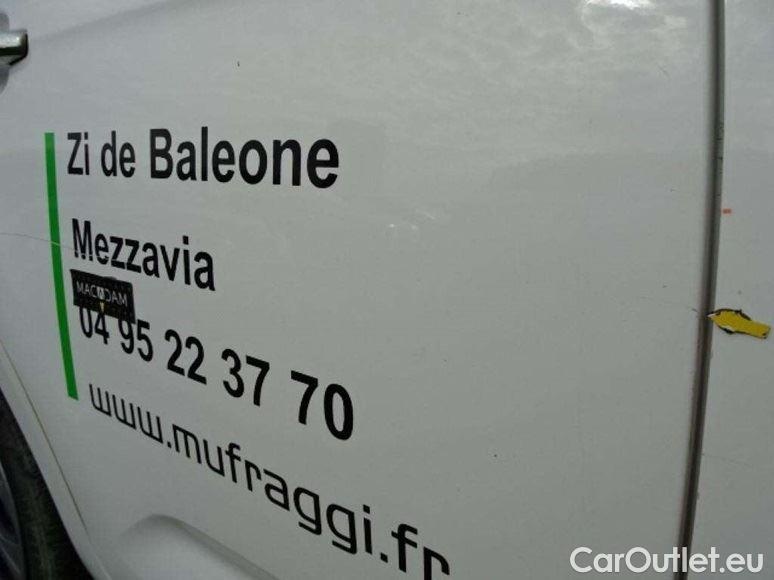 Zi de Baleone
Mezzavia
MACADAM
04 95 22 37 70
www.mufraggi.fr
CarOutlet.eu